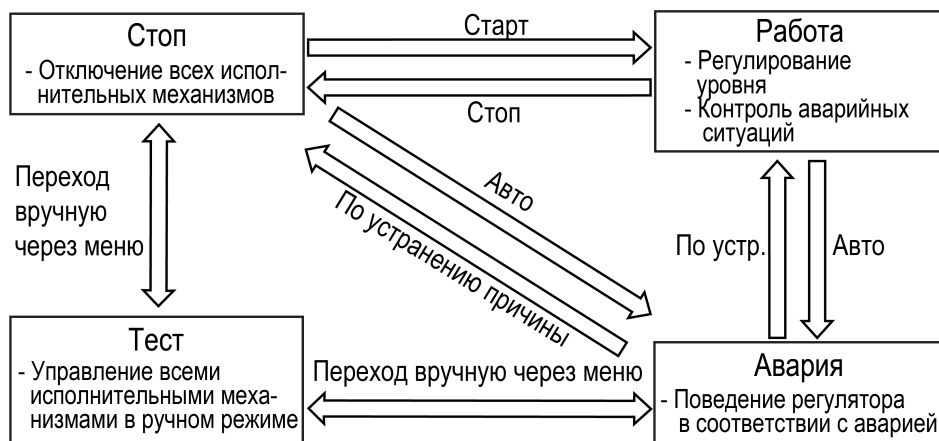 Стоп
- Отключение всех испол-
нительных механизмов
Старт
Стоп
Работа
- Регулирование
уровня
- Контроль аварийных
ситуаций
Переход
вручную
через меню
Авто
По устранению причины
По устр.
Авто
Тест
- Управление всеми
исполнительными меха-
низмами в ручном режиме
Переход вручную через меню
Авария
- Поведение регулятора
в соответствии с аварией